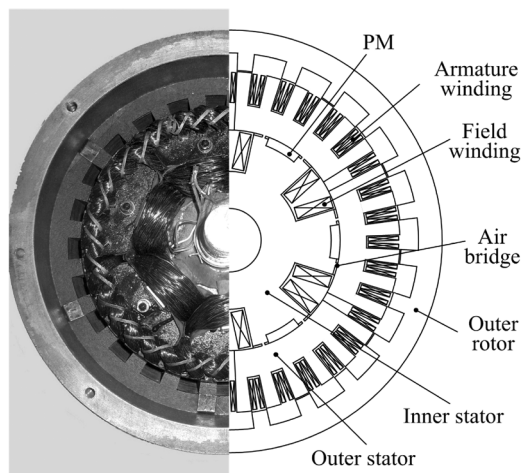 PM
Armature
winding
Field
winding
Air
bridge
Outer
rotor
Inner stator
Outer stator